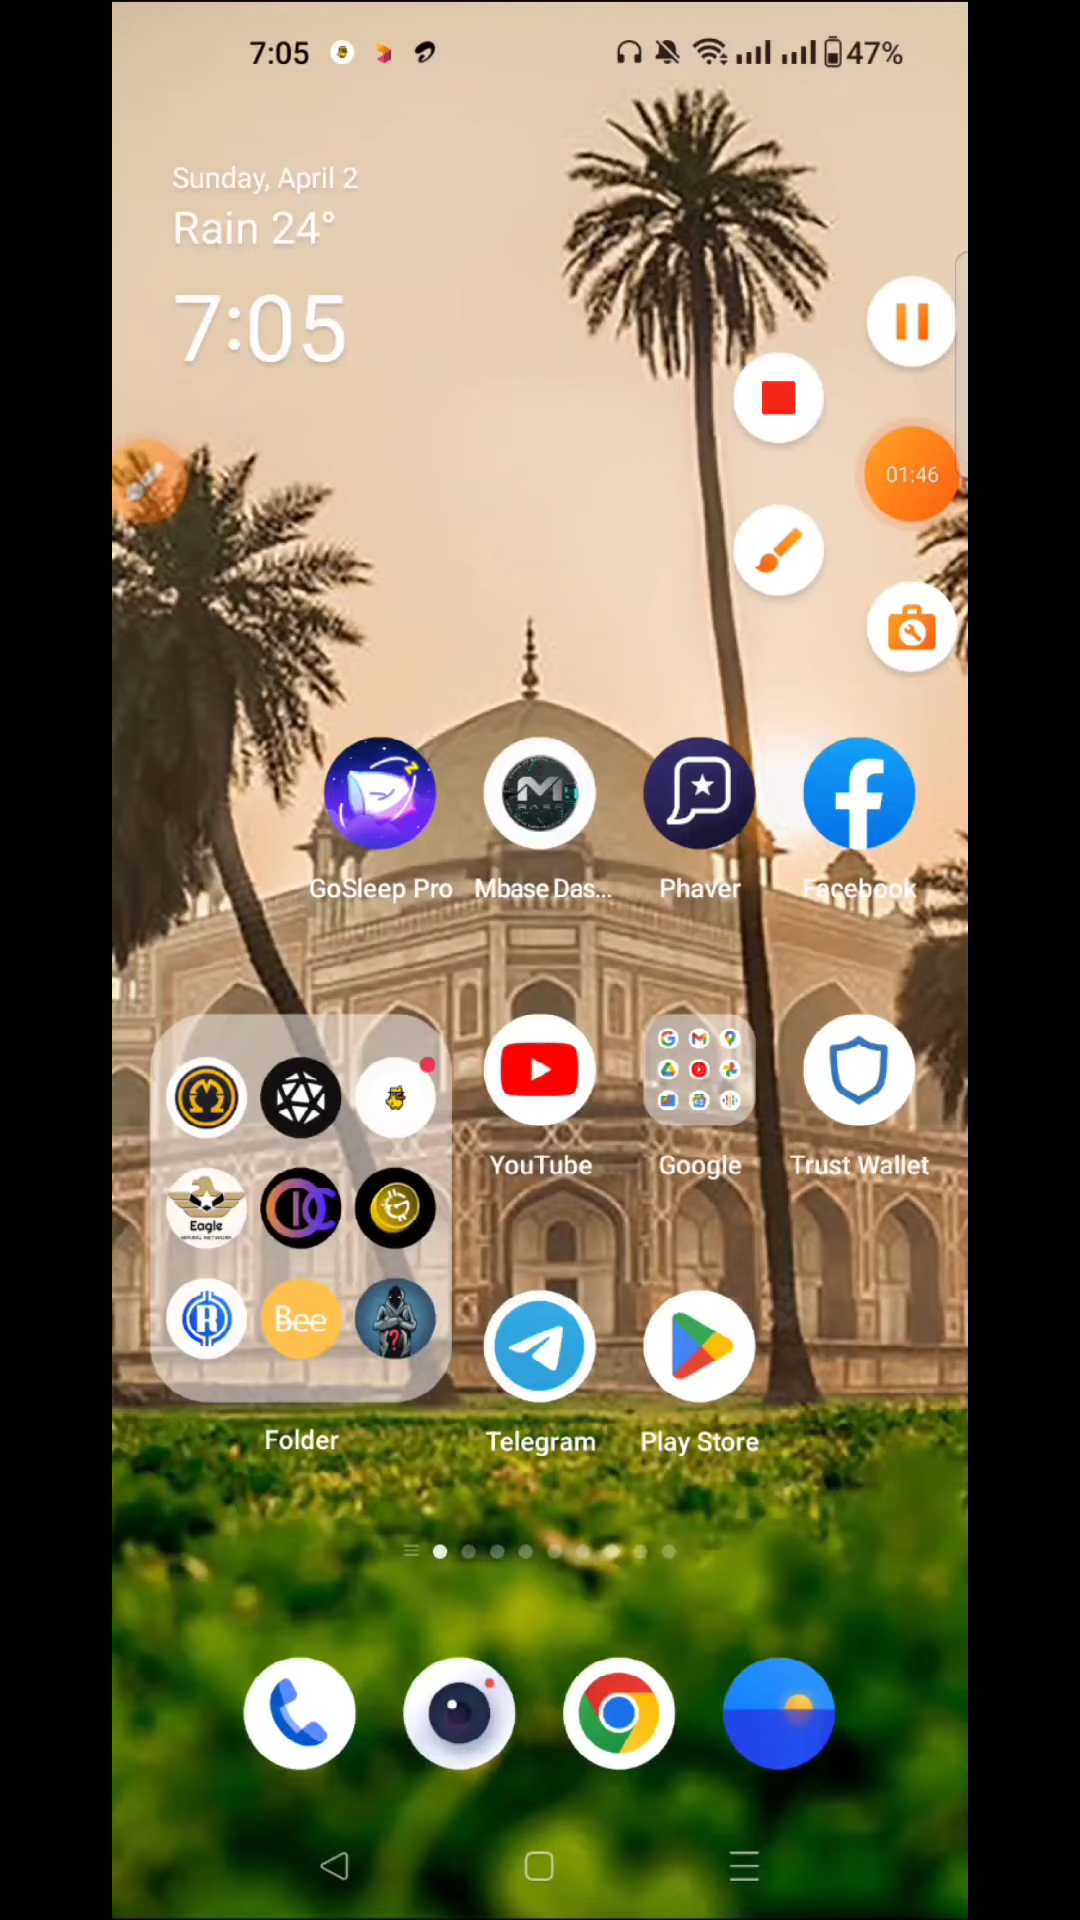 7:05
47%
Sunday, April 2
Rain 24°
7:05
01:46
GoSleep Pro
Mbase Das...
Phaver
Facebook
Eagle
Bee
YouTube
Google
Trust Wallet
Folder
Telegram
Play Store